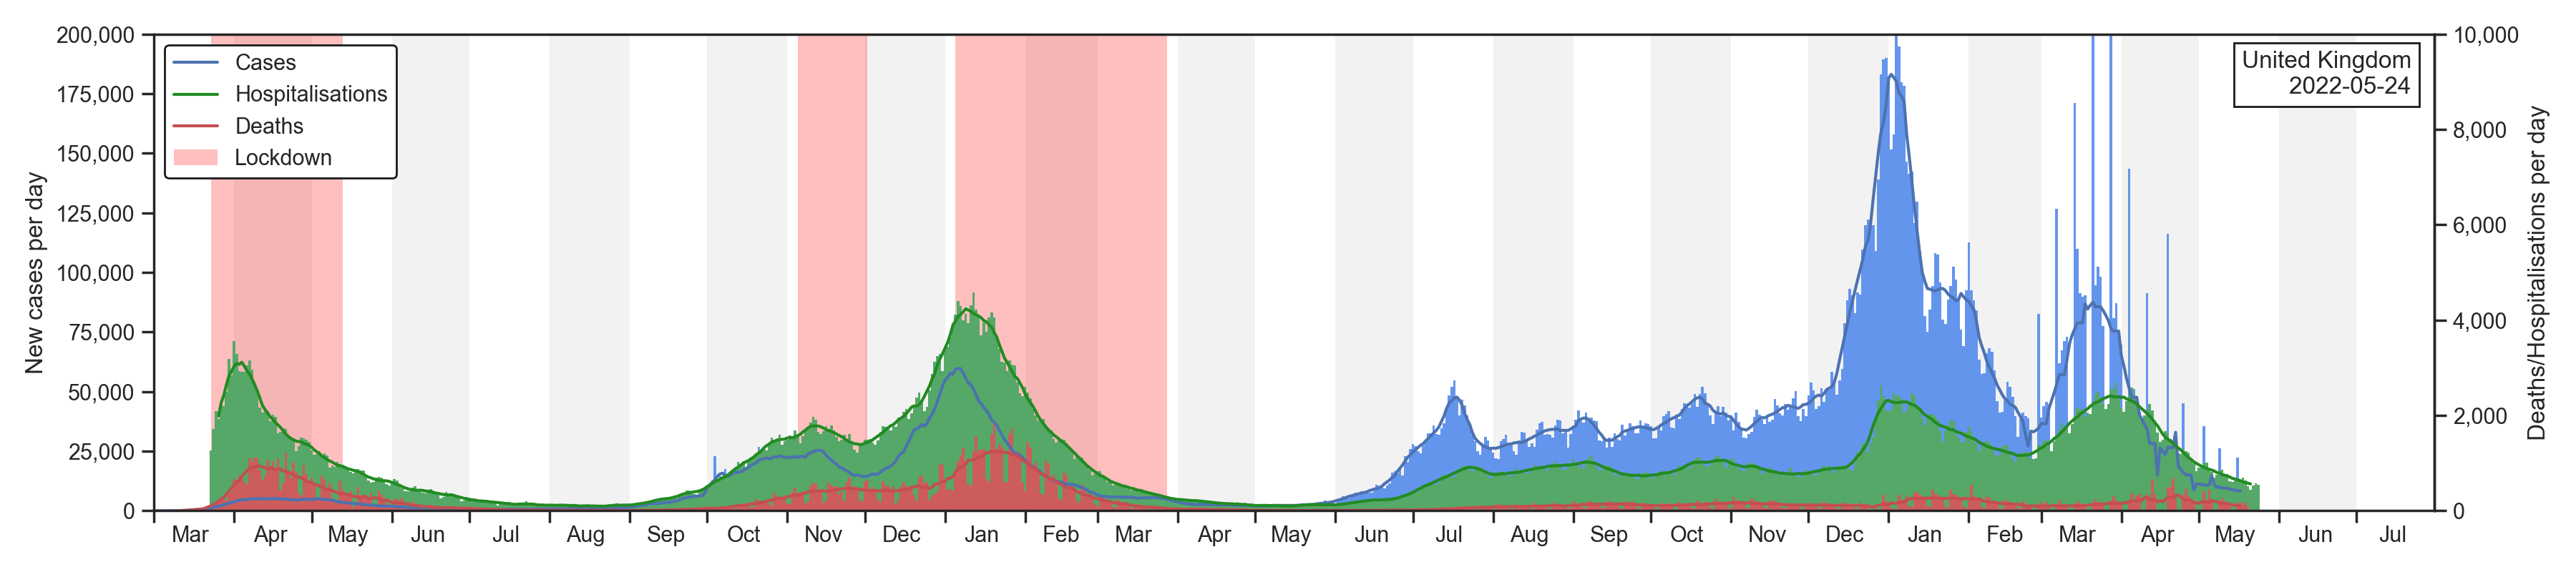 200,000
175,000
150,000
125,000
100,000
75,000
50,000
25,000
0
New cases per day
Cases
Hospitalisations
Deaths
Lockdown
United Kingdom
2022-05-24
10,000
8,000
6,000
4,000
2,000
0
Deaths/Hospitalisations per day
Mar Apr May Jun Jul Aug Sep Oct Nov Dec Jan Feb Mar Apr May Jun Jul Aug Sep Oct Nov Dec Jan Feb Mar Apr May Jun Jul